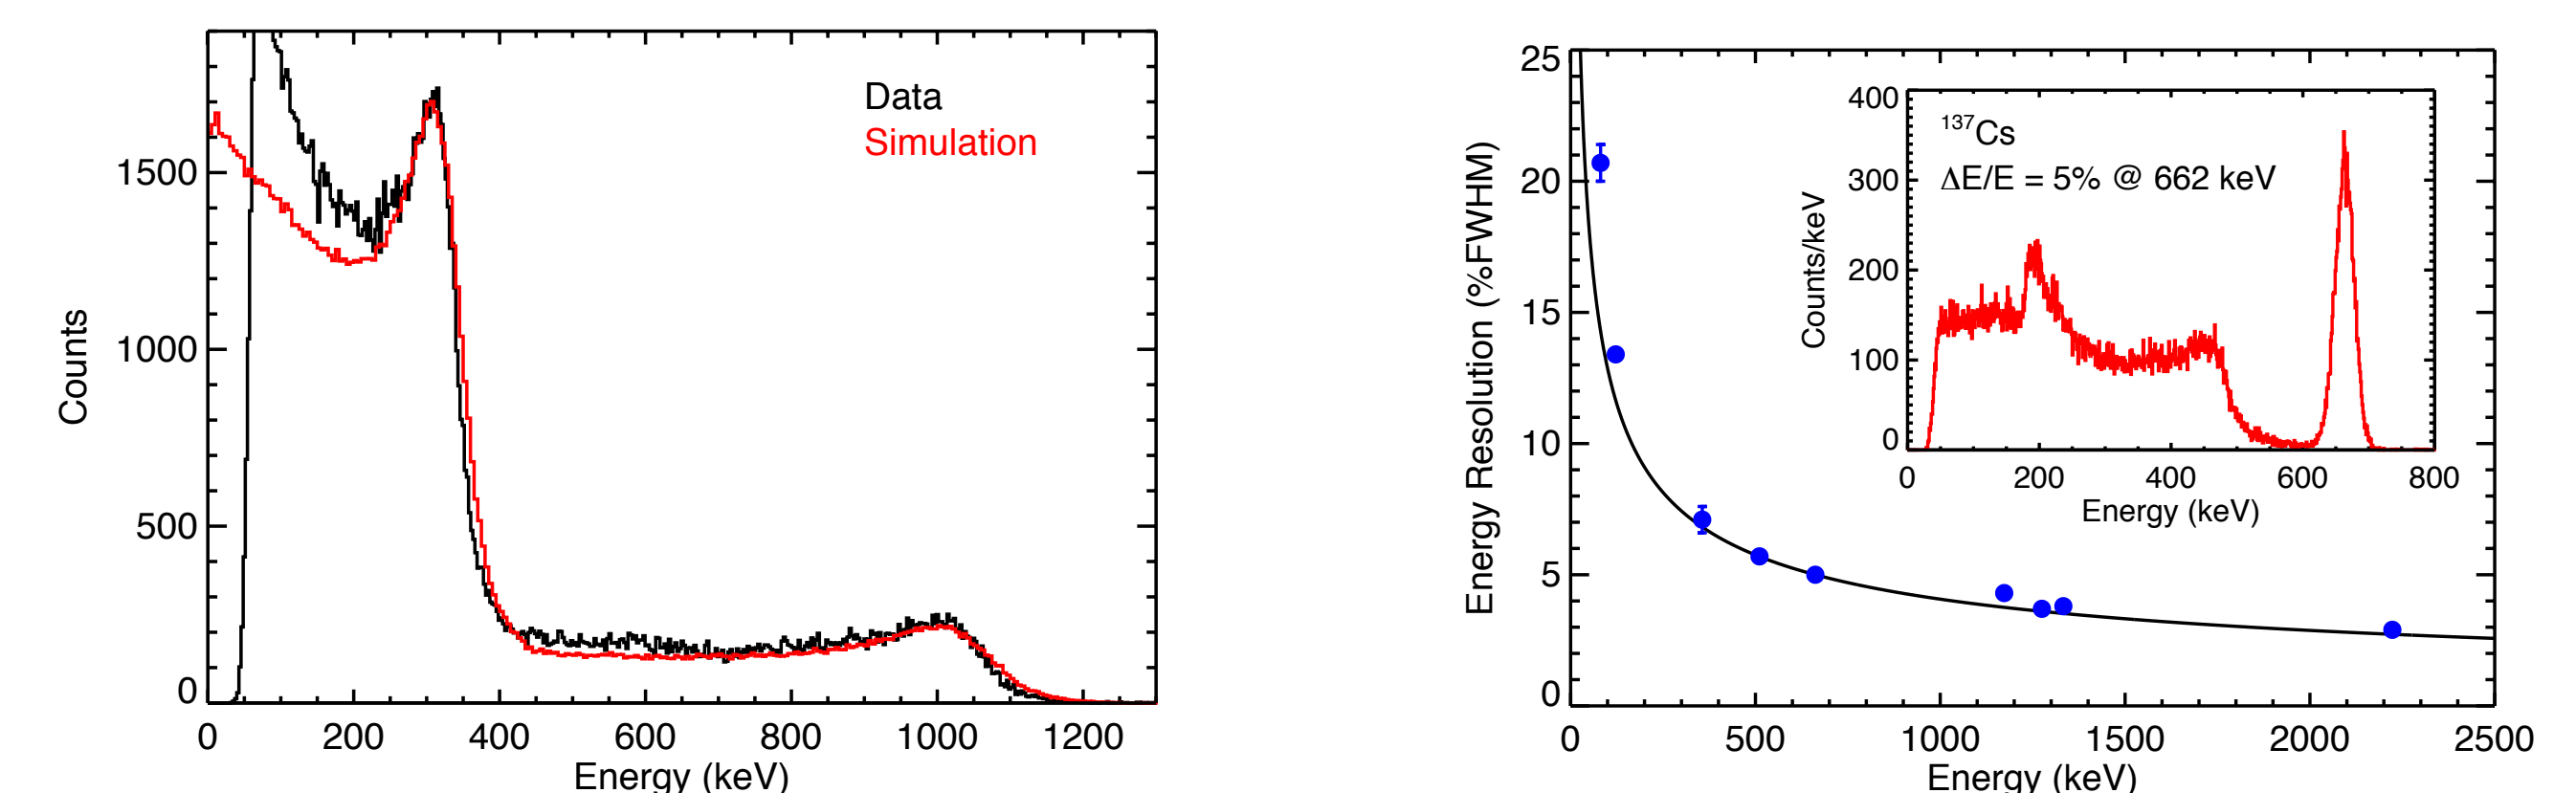 Data
Simulation
Counts
1500
1000
500
0
0 200 400 600 800 1000 1200
Energy (keV)
Energy Resolution (%FWHM)
25
20
15
10
5
0
0 500 1000 1500 2000 2500
Energy (keV)
137Cs
ΔE/E = 5% @ 662 keV
Counts/keV
400
300
200
100
0
0 200 400 600 800
Energy (keV)